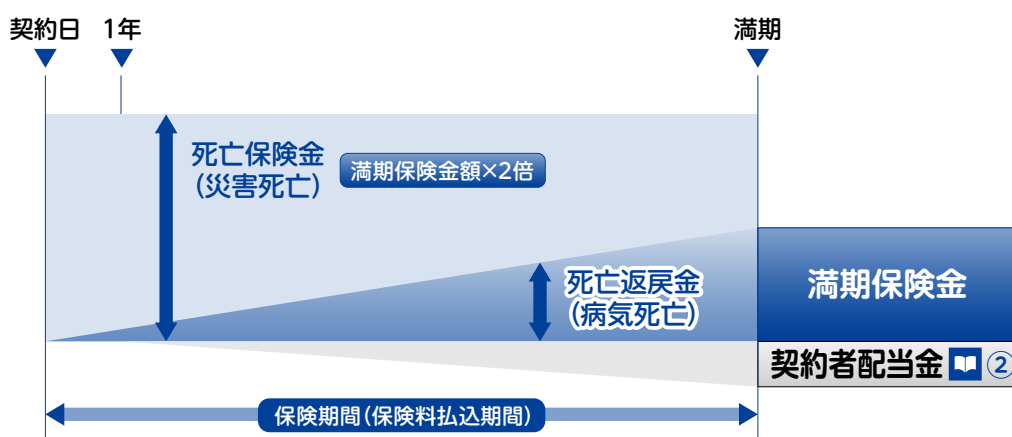 契約日 1年 満期
死亡保険金
(災害死亡)
満期保険金額×2倍
死亡返戻金
(病気死亡)
満期保険金
契約者配当金 ②
保険期間(保険料払込期間)